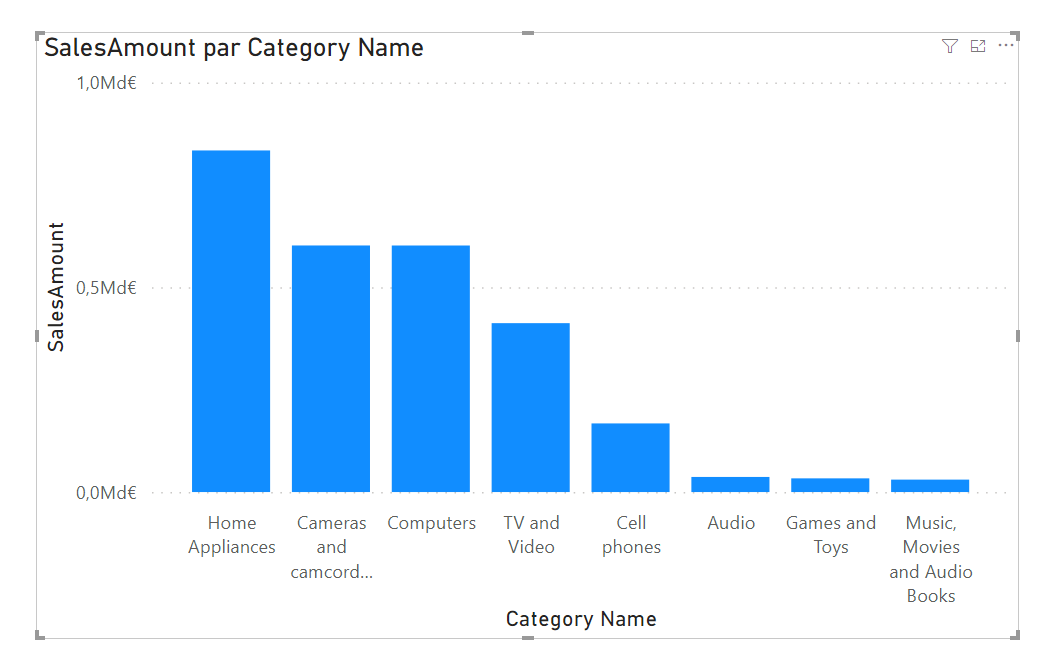 SalesAmount par Category Name
1,0Md€
0,5Md€
0,0Md€
SalesAmount
Home
Appliances
Cameras
and
camcord...
Computers
TV and
Video
Cell
phones
Audio
Games and
Toys
Music,
Movies
and Audio
Books
Category Name